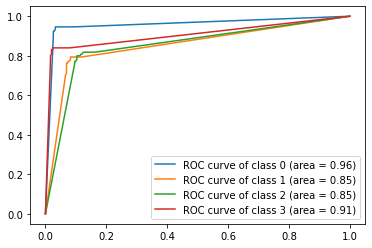 1.0
0.8
0.6
0.4
0.2
0.0
ROC curve of class 0 (area = 0.96)
ROC curve of class 1 (area = 0.85)
ROC curve of class 2 (area = 0.85)
ROC curve of class 3 (area = 0.91)
0.0 0.2 0.4 0.6 0.8 1.0